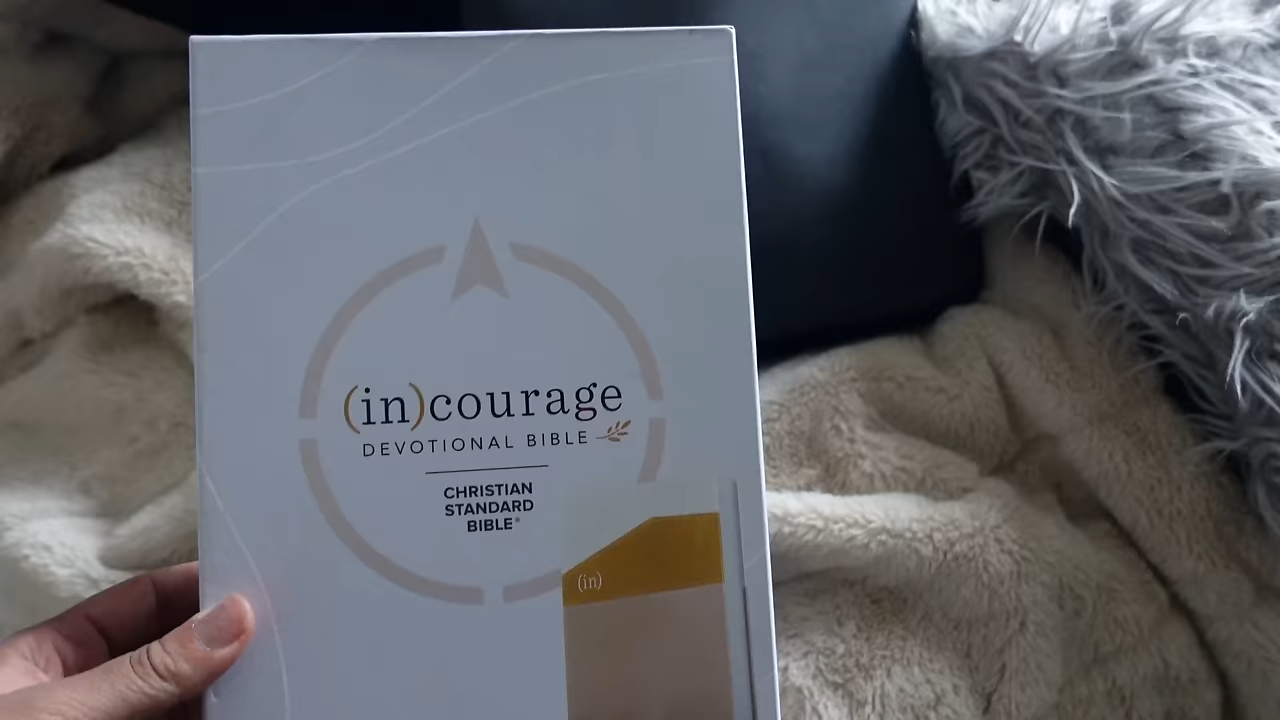 (in)courage
DEVOTIONAL BIBLE
CHRISTIAN
STANDARD
BIBLE®
(in)